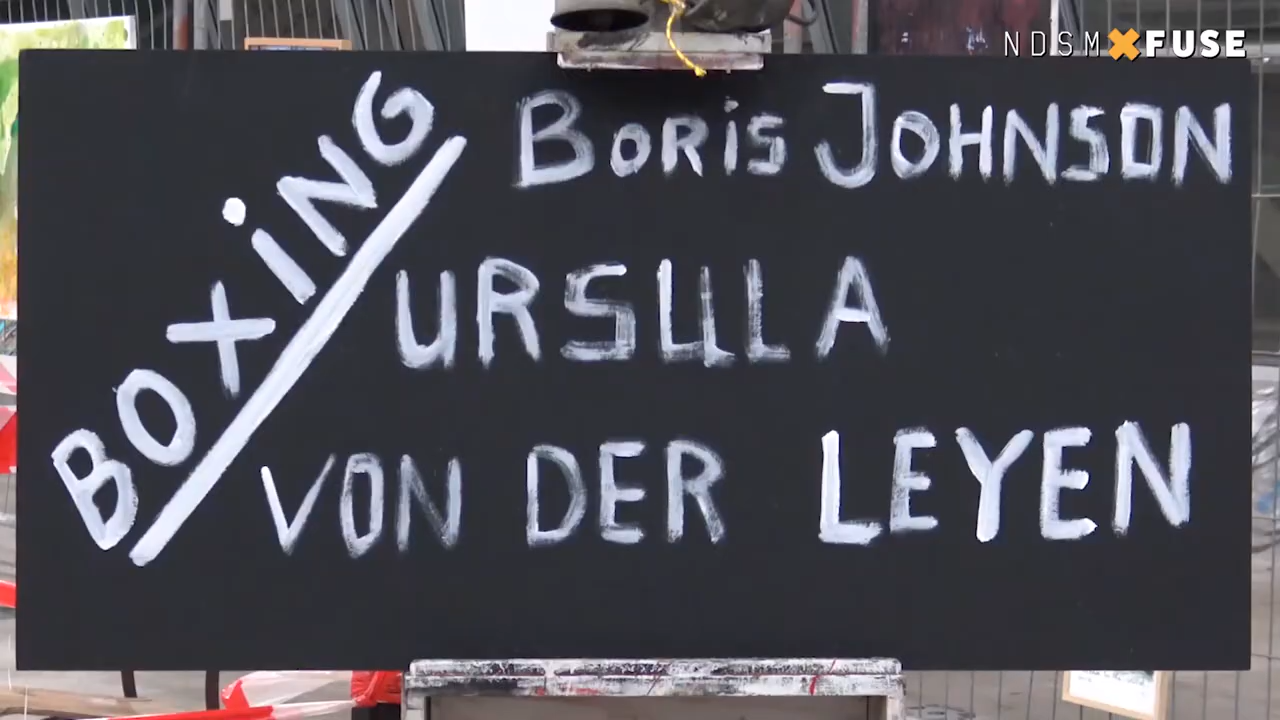 NDSM FUSE
BOXiNG
BORiS JOHNSON
URSULA
VON DER LEYEN